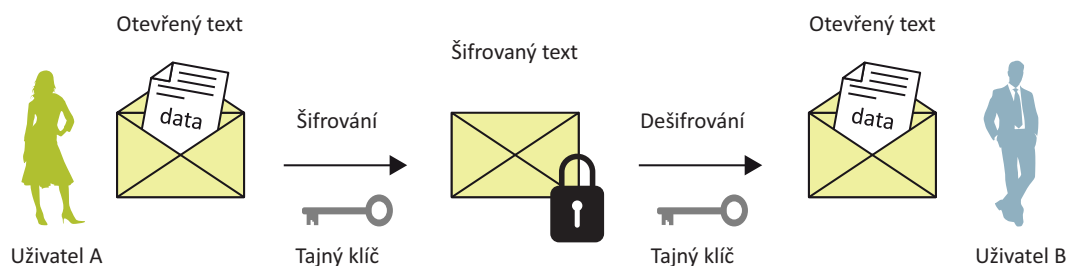 Otevřený text
Otevřený text
Šifrovaný text
data
data
Šifrování
Dešifrování
Uživatel A
Tajný klíč
Tajný klíč
Uživatel B